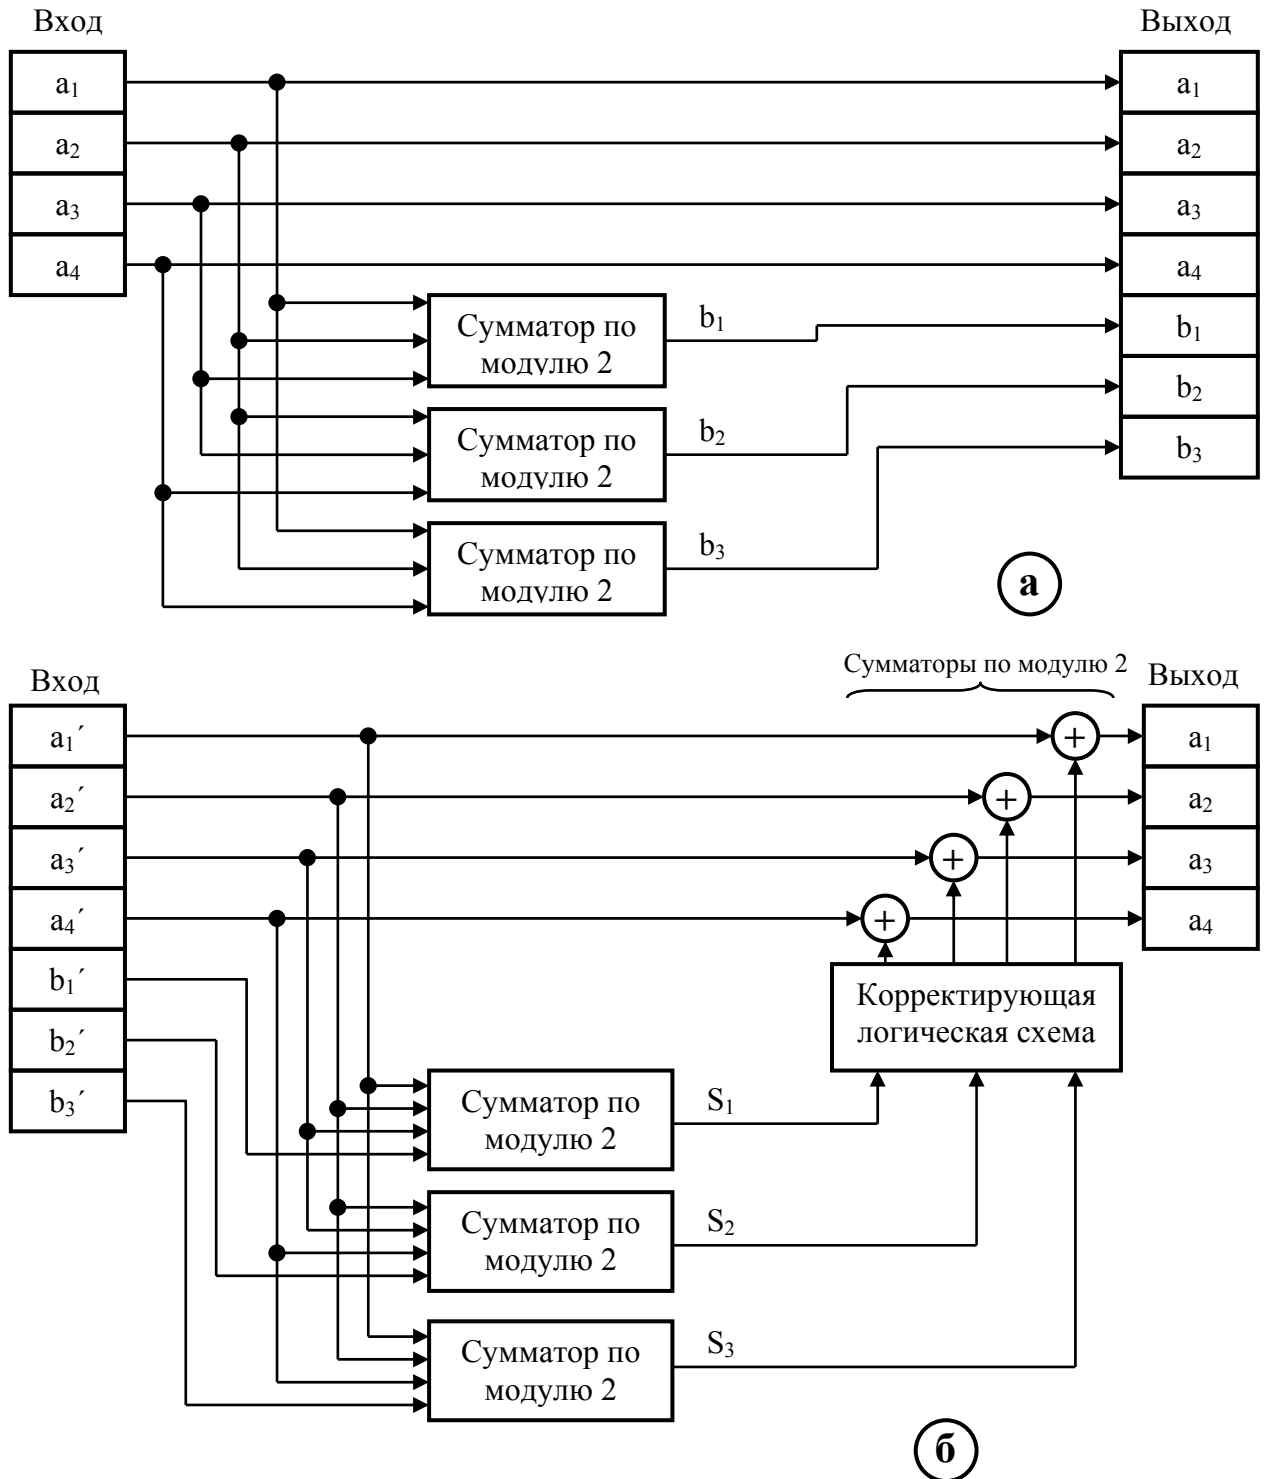 Вход
Выход
a₁
a₁
a₂
a₂
a₃
a₃
a₄
a₄
Сумматор по
модулю 2
b₁
b₁
Сумматор по
модулю 2
b₂
b₂
Сумматор по
модулю 2
b₃
b₃
а
Сумматоры по модулю 2
Вход
Выход
a₁´
+
a₁
a₂´
+
a₂
a₃´
+
a₃
a₄´
+
a₄
b₁´
b₂´
b₃´
Корректирующая
логическая схема
Сумматор по
модулю 2
S₁
Сумматор по
модулю 2
S₂
Сумматор по
модулю 2
S₃
б